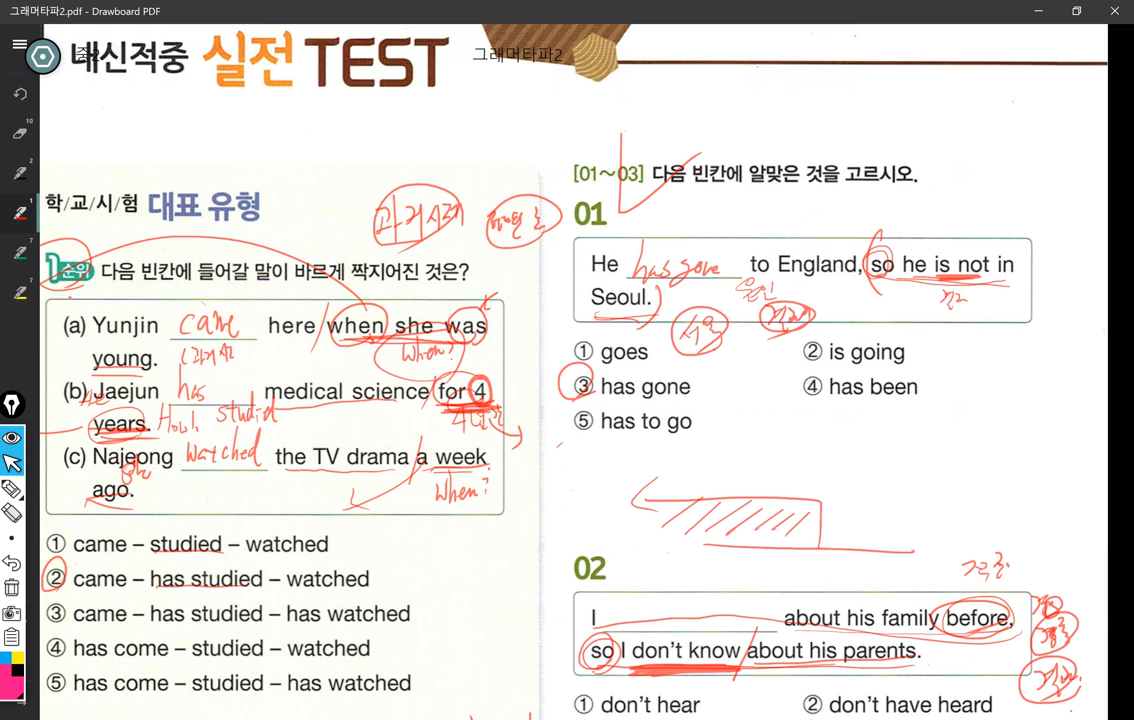 그래머타파2.pdf - Drawboard PDF
내신적중 실전 TEST
그래머타파2
학/교/시/험 대표 유형
과거시제
1순위 다음 빈칸에 들어갈 말이 바르게 짝지어진 것은?
(a) Yunjin came here when she was
When?
young.
(b) Jaejun has medical science for 4
He
studied
years.
(c) Najeong watched the TV drama a week
ago.
When?
① came – studied – watched
② came – has studied – watched
③ came – has studied – has watched
④ has come – studied – watched
⑤ has come – studied – has watched
[01~03] 다음 빈칸에 알맞은 것을 고르시오.
01
He has gone to England, so he is not in
Seoul.
서울
① goes ② is going
③ has gone ④ has been
⑤ has to go
02
I about his family before,
so I don't know about his parents.
① don't hear ② don't have heard